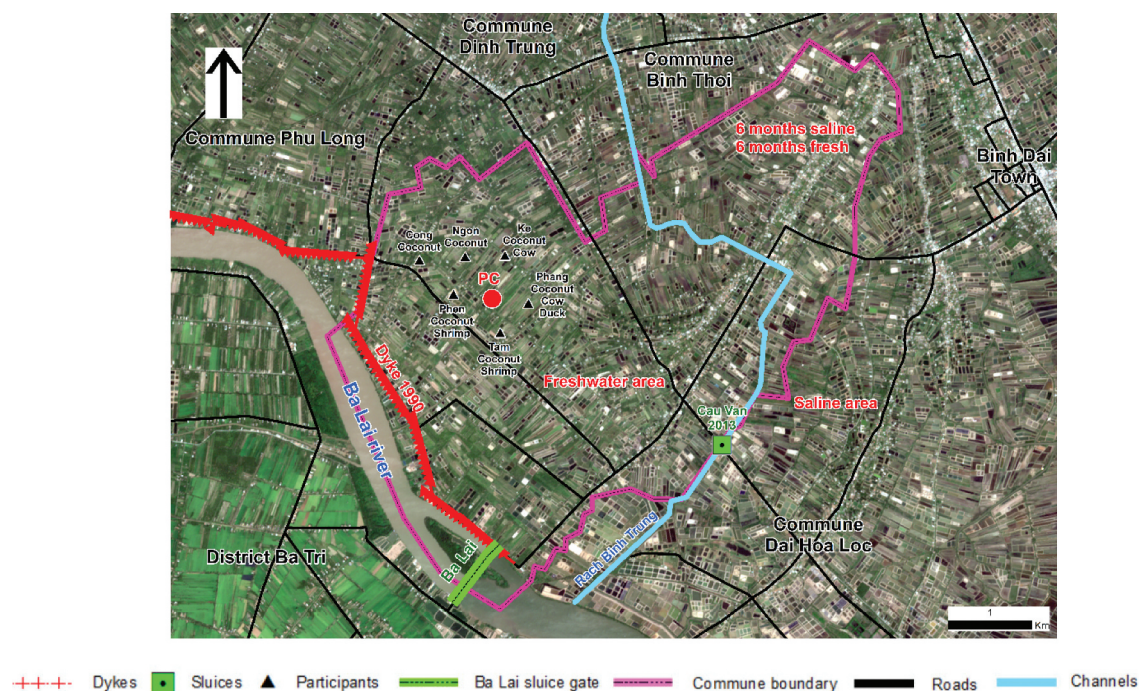 Commune
Dinh Trung
Commune
Binh Thoi
Commune Phu Long
6 months saline
6 months fresh
Binh Dai
Town
Cong
Coconut
Ngon
Coconut
Ke
Coconut
Cow
PC
Phang
Coconut
Cow
Duck
Phen
Coconut
Shrimp
Tam
Coconut
Shrimp
Dyke 1990
Freshwater area
Saline area
Cau Van
2013
Ba Lai river
Rach Binh Trung
Commune
Dai Hoa Loc
District Ba Tri
Ba Lai
1
Km
Dykes
Sluices
Participants
Ba Lai sluice gate
Commune boundary
Roads
Channels